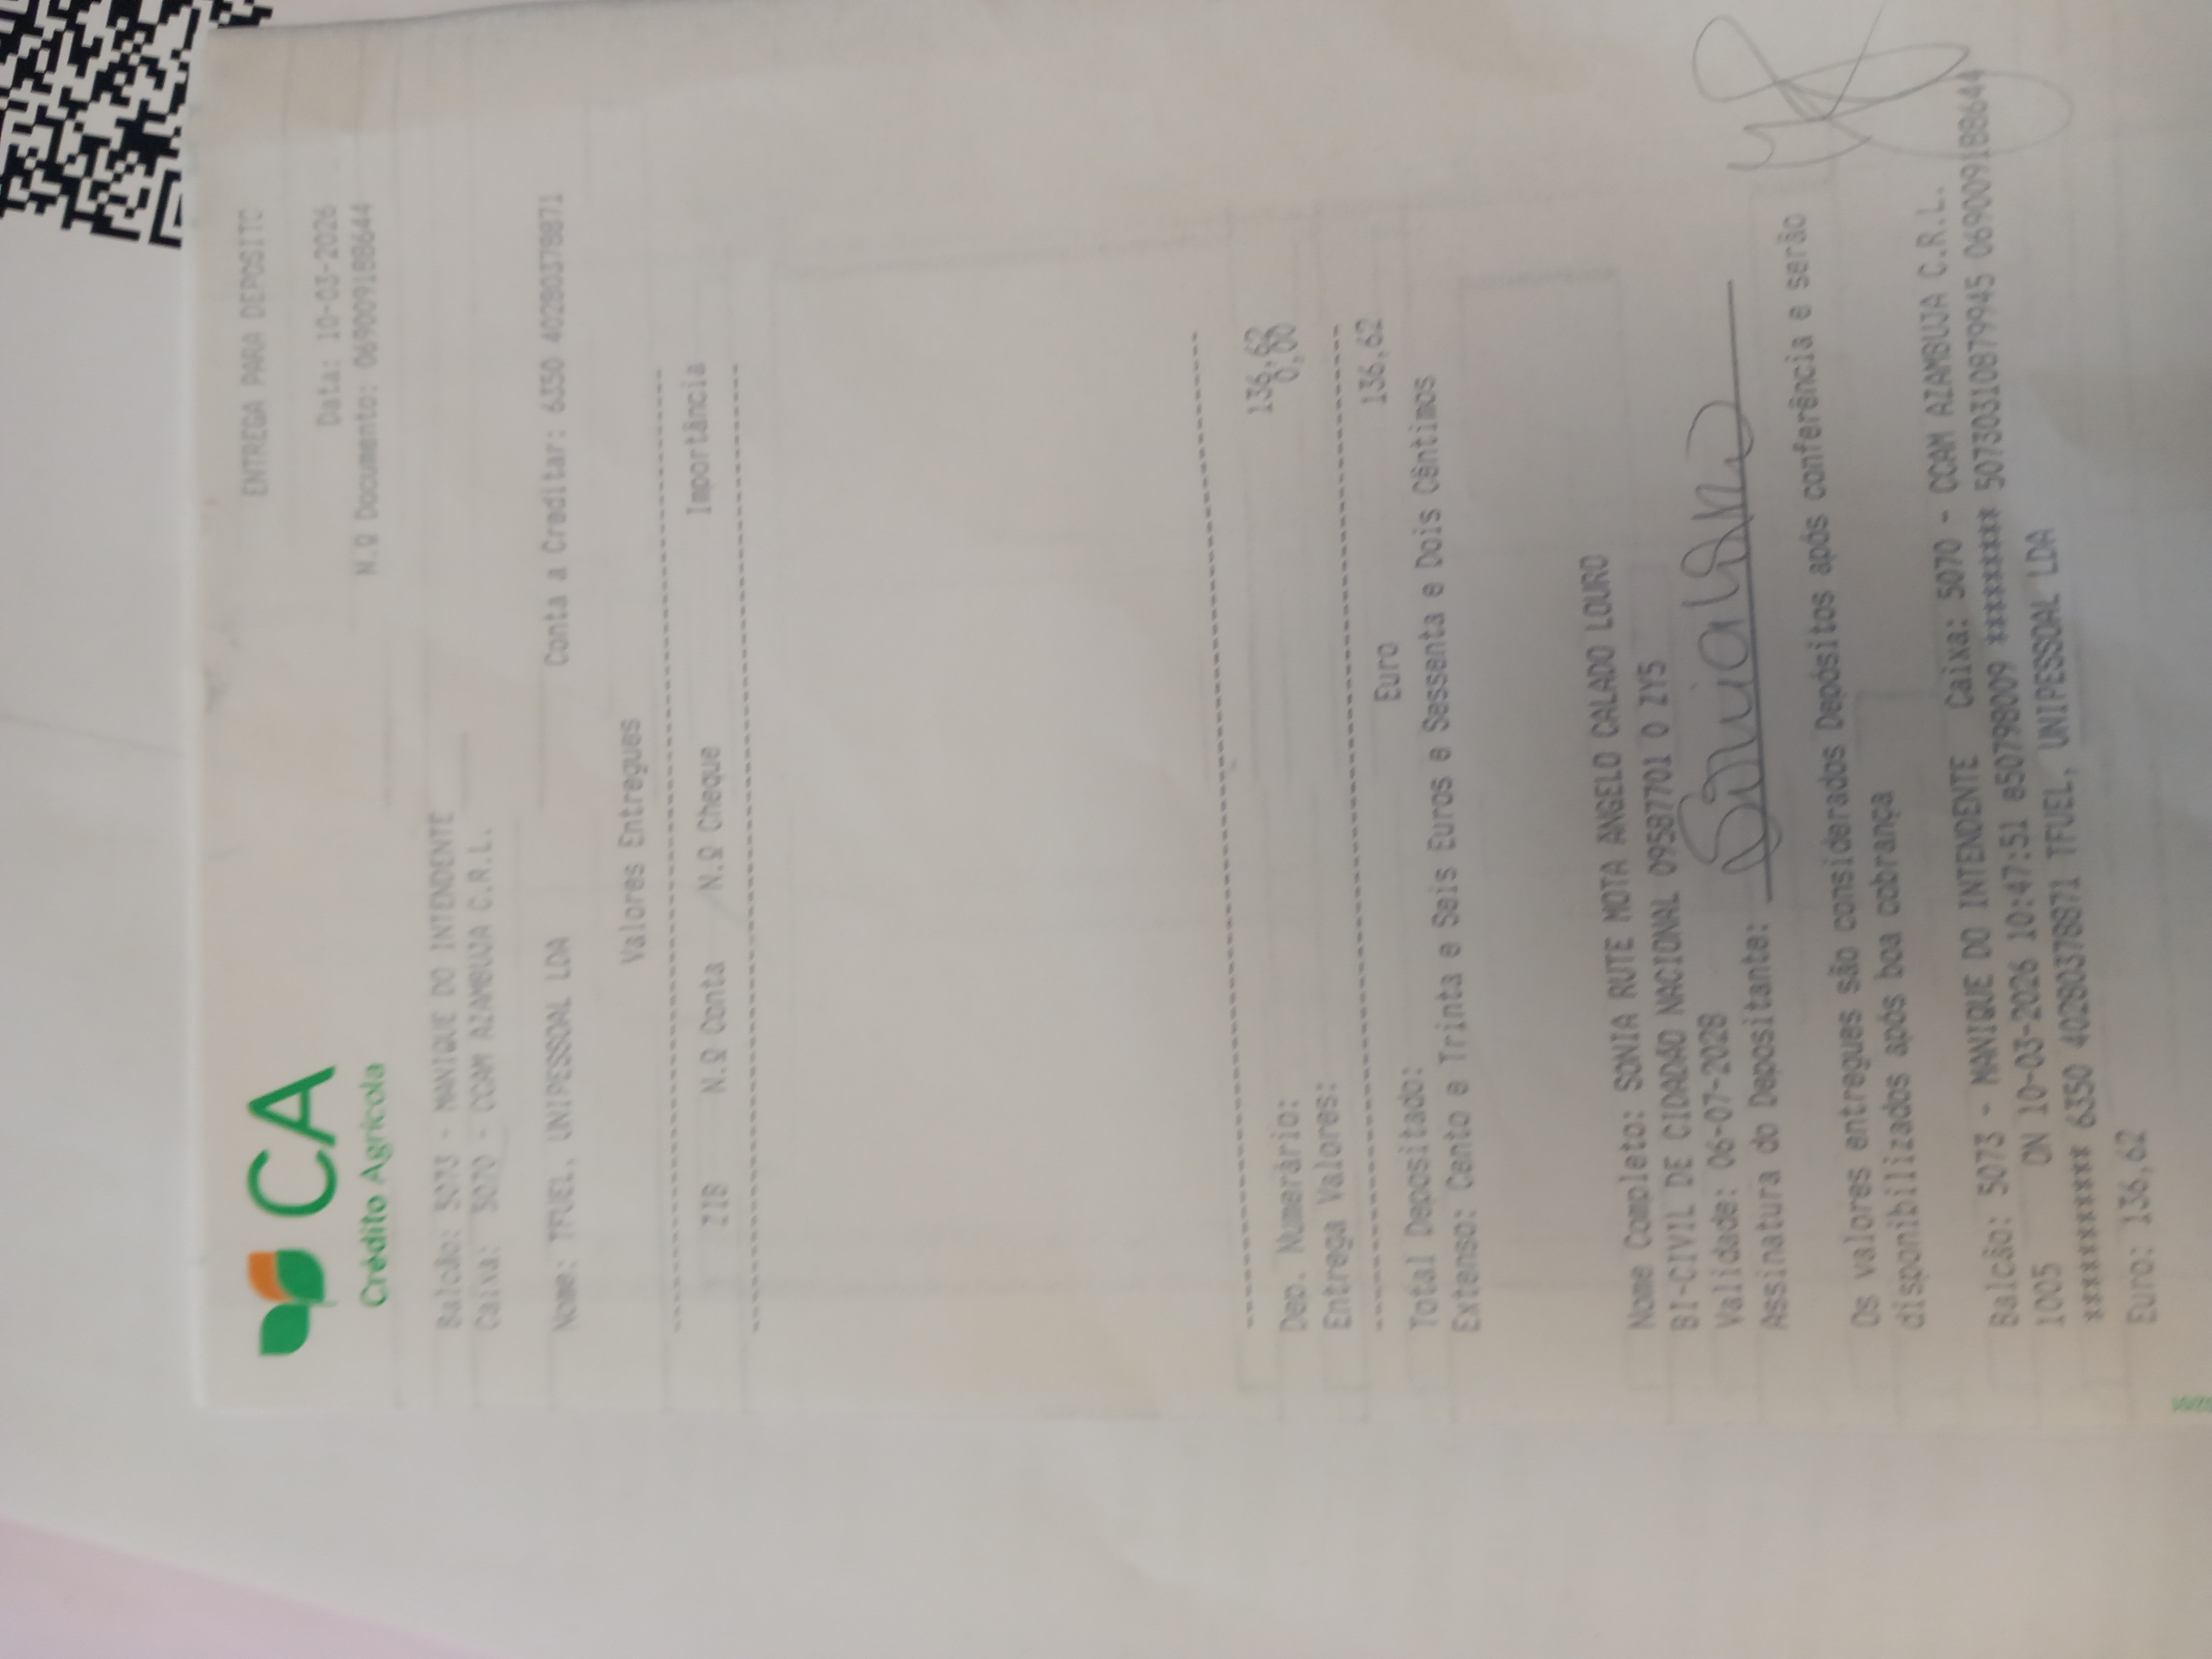 CA
Crédito Agrícola
ENTREGA PARA DEPOSITO
Data: 10-03-2026
N.Q Documento: 0690091188644
Balcão: 5073 - MANIQUE DO INTENDENTE
Caixa: 5070 - CCAM AZAMBUJA C.R.L.
Nome: TFUEL, UNIPESSOAL LDA Conta a Creditar: 6350 40280378871
Valores Entregues
ZIB N.Q Conta / N.Q Cheque Importância
Dep. Numerário: 136,62
Entrega Valores: 0,00
Total Depositado: Euro 136,62
Extenso: Cento e Trinta e Seis Euros e Sessenta e Dois Cêntimos
Nome Completo: SONIA RUTE MOTA ANGELO CALADO LOURO
BI-CIVIL DE CIDADÃO NACIONAL 09587701 0 ZY5
Validade: 06-07-2028
Assinatura do Depositante:
Os valores entregues são considerados Depósitos após conferência e serão
disponibilizados após boa cobrança
Balcão: 5073 - MANIQUE DO INTENDENTE Caixa: 5070 - CCAM AZAMBUJA C.R.L.
1005 ON 10-03-2026 10:47:51 e50798009 ******** 50730310879945 0690091188644
********** 6350 40280378871 TFUEL, UNIPESSOAL LDA
Euro: 136,62